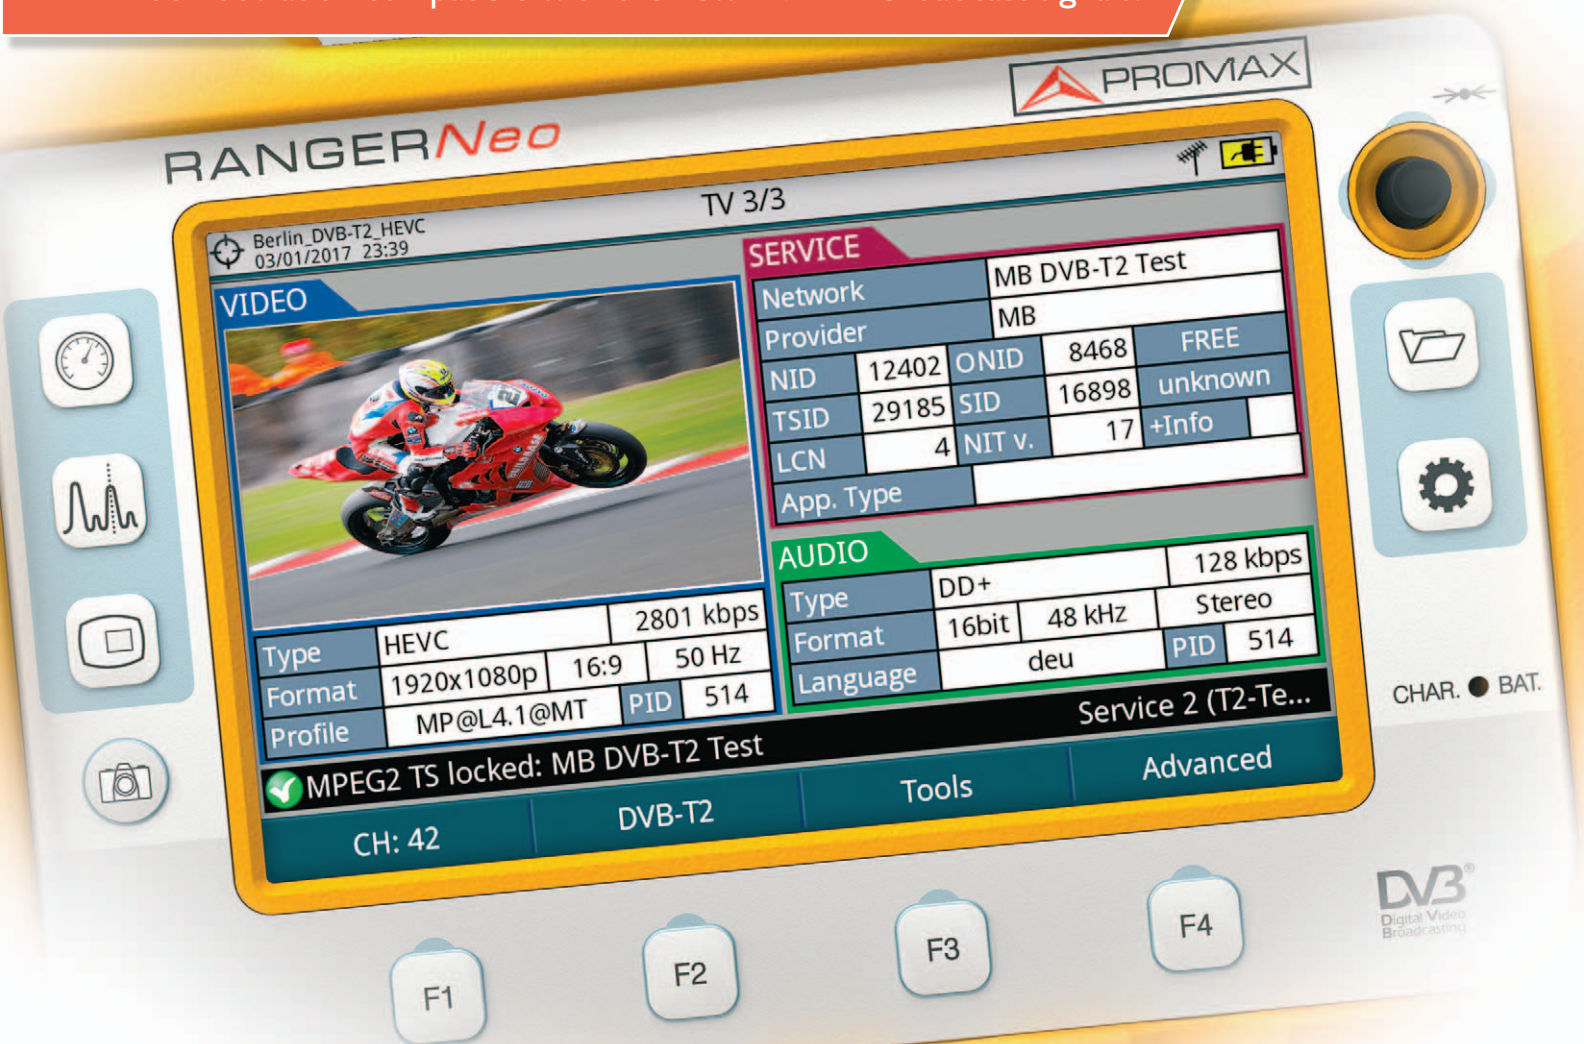 PROMAX
RANGERNeo
Berlin_DVB-T2_HEVC
03/01/2017 23:39
TV 3/3
VIDEO
Type HEVC 2801 kbps
Format 1920x1080p 16:9 50 Hz
Profile MP@L4.1@MT PID 514
SERVICE
Network MB DVB-T2 Test
Provider MB
NID 12402 ONID 8468 FREE
TSID 29185 SID 16898 unknown
LCN 4 NIT v. 17 +Info
App. Type
AUDIO
Type DD+ 128 kbps
Format 16bit 48 kHz Stereo
Language deu PID 514
MPEG2 TS locked: MB DVB-T2 Test Service 2 (T2-Te...
CH: 42 DVB-T2 Tools Advanced
CHAR. BAT.
F1 F2 F3 F4
DVB®
Digital Video
Broadcasting